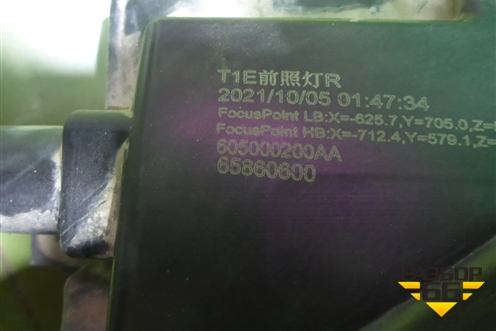 T1E前照灯R
2021/10/05 01:47:34
FocusPoint LB:X=-625.7,Y=705.0,Z=
FocusPoint HB:X=-712.4,Y=579.1,Z=
605000200AA
65860600
РАЗБОР
66